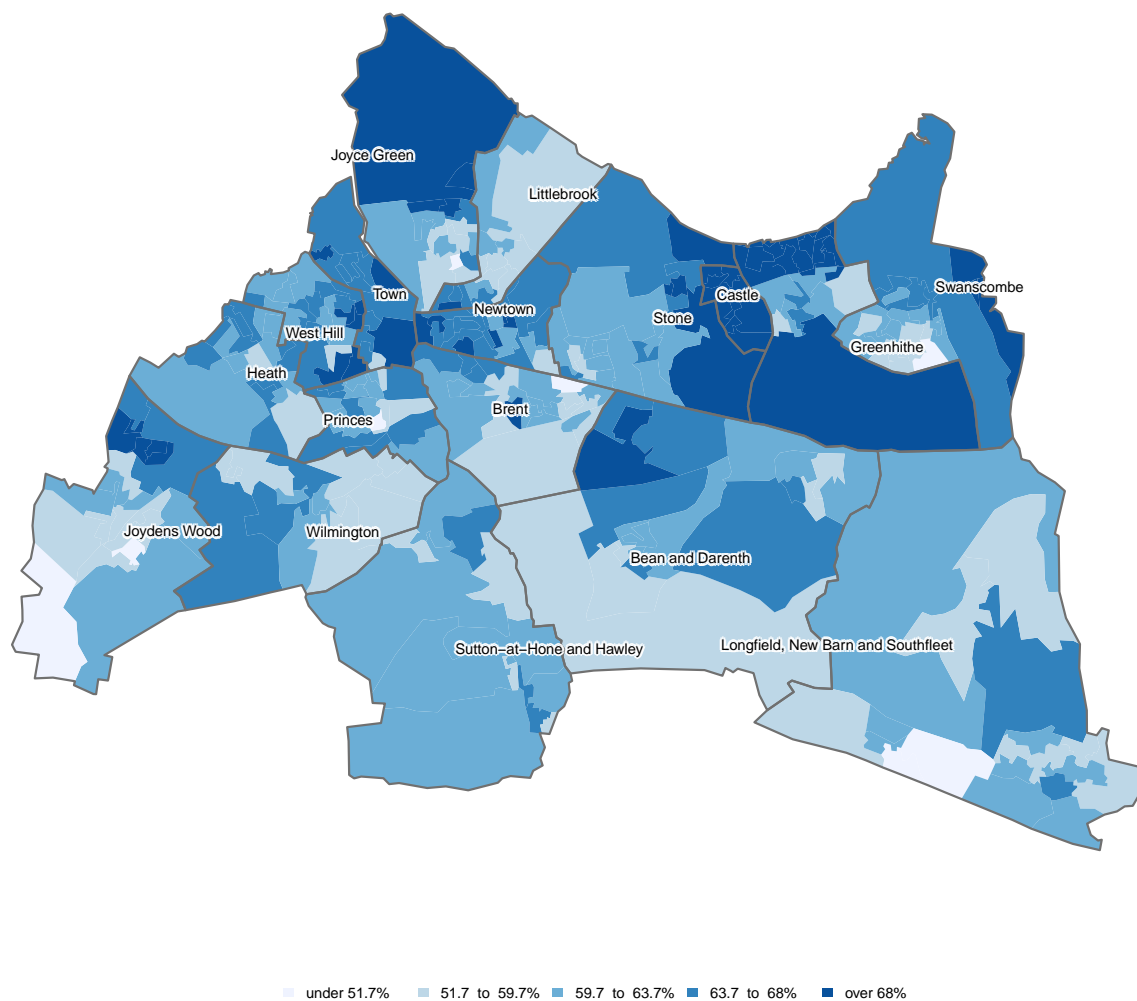 Joyce Green
Littlebrook
Swanscombe
Town
Castle
Newtown
Stone
West Hill
Greenhithe
Heath
Brent
Princes
Joydens Wood
Wilmington
Bean and Darenth
Longfield, New Barn and Southfleet
Sutton−at−Hone and Hawley
under 51.7%
51.7 to 59.7%
59.7 to 63.7%
63.7 to 68%
over 68%